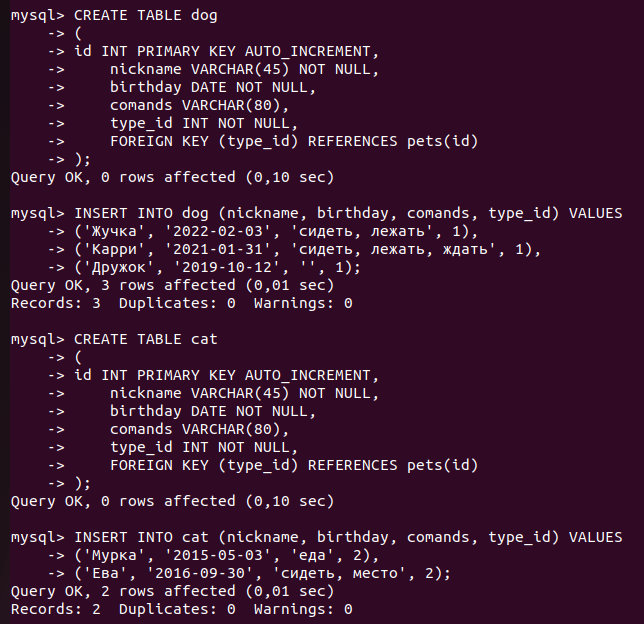 mysql> CREATE TABLE dog
    -> (
    -> id INT PRIMARY KEY AUTO_INCREMENT,
    ->     nickname VARCHAR(45) NOT NULL,
    ->     birthday DATE NOT NULL,
    ->     comands VARCHAR(80),
    ->     type_id INT NOT NULL,
    ->     FOREIGN KEY (type_id) REFERENCES pets(id)
    -> );
Query OK, 0 rows affected (0,10 sec)

mysql> INSERT INTO dog (nickname, birthday, comands, type_id) VALUES
    -> ('Жучка', '2022-02-03', 'сидеть, лежать', 1),
    -> ('Карри', '2021-01-31', 'сидеть, лежать, ждать', 1),
    -> ('Дружок', '2019-10-12', '', 1);
Query OK, 3 rows affected (0,01 sec)
Records: 3  Duplicates: 0  Warnings: 0

mysql> CREATE TABLE cat
    -> (
    -> id INT PRIMARY KEY AUTO_INCREMENT,
    ->     nickname VARCHAR(45) NOT NULL,
    ->     birthday DATE NOT NULL,
    ->     comands VARCHAR(80),
    ->     type_id INT NOT NULL,
    ->     FOREIGN KEY (type_id) REFERENCES pets(id)
    -> );
Query OK, 0 rows affected (0,10 sec)

mysql> INSERT INTO cat (nickname, birthday, comands, type_id) VALUES
    -> ('Мурка', '2015-05-03', 'еда', 2),
    -> ('Ева', '2016-09-30', 'сидеть, место', 2);
Query OK, 2 rows affected (0,01 sec)
Records: 2  Duplicates: 0  Warnings: 0